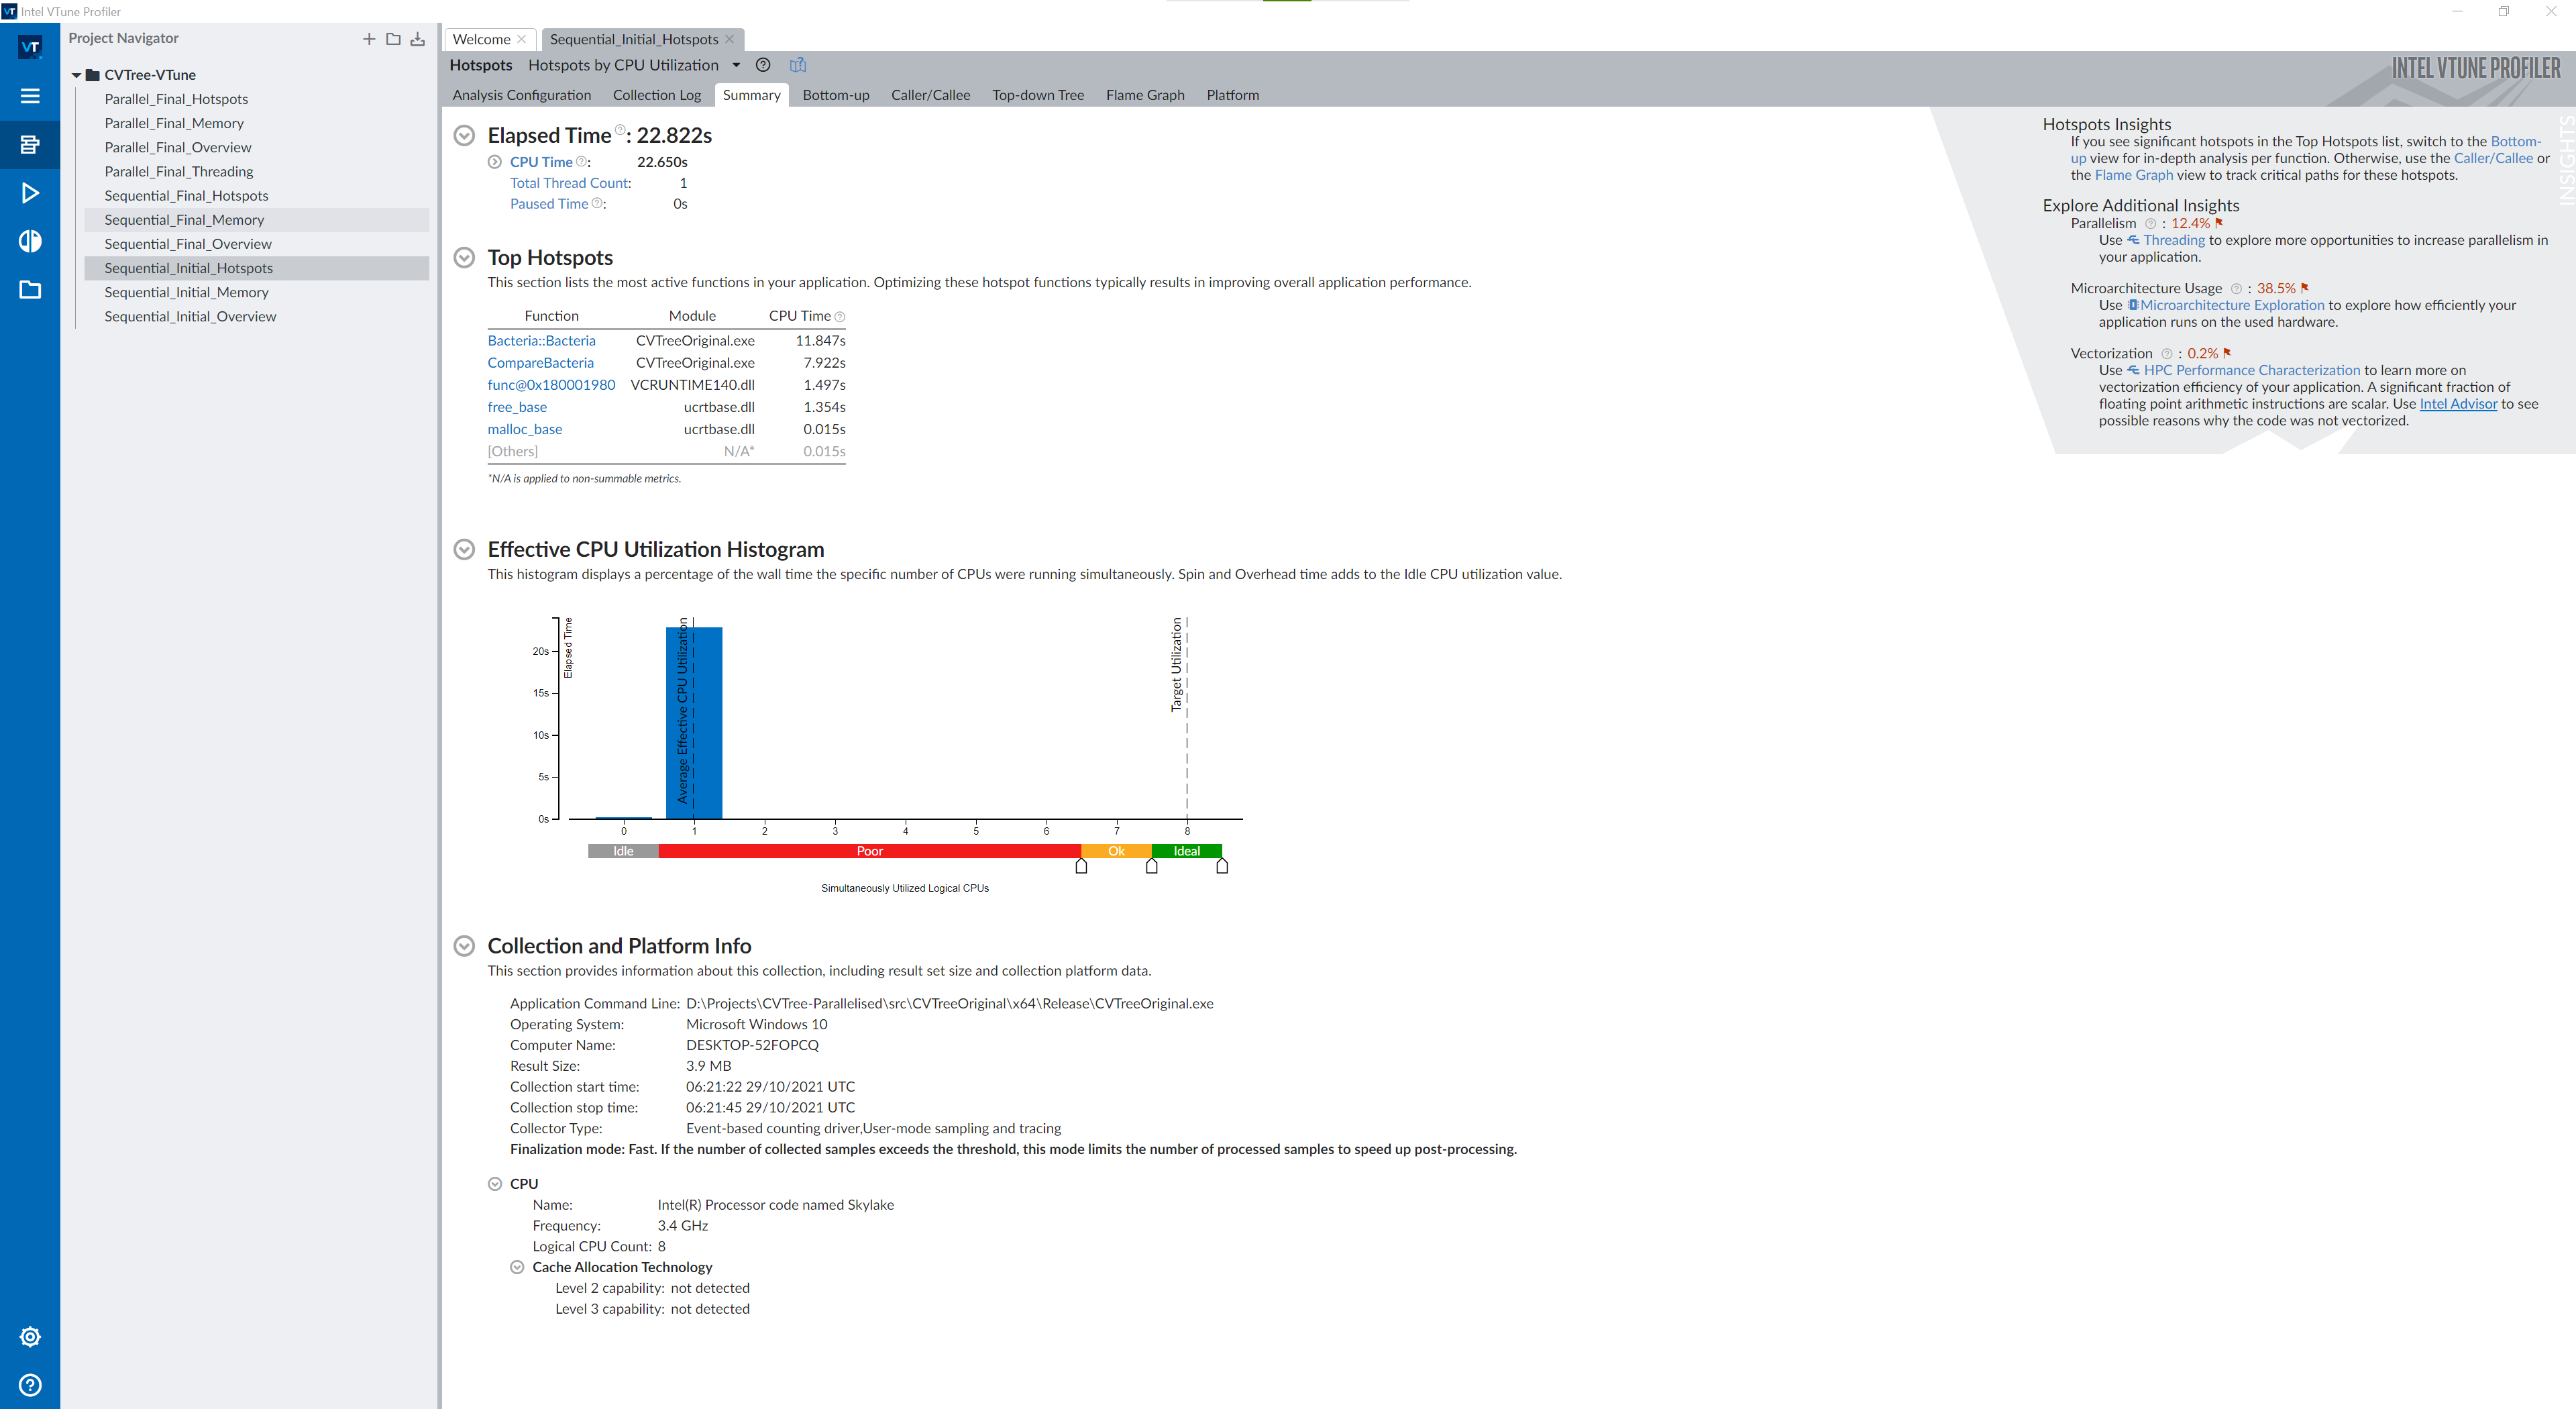 Intel VTune Profiler
Project Navigator
CVTree-VTune
Parallel_Final_Hotspots
Parallel_Final_Memory
Parallel_Final_Overview
Parallel_Final_Threading
Sequential_Final_Hotspots
Sequential_Final_Memory
Sequential_Final_Overview
Sequential_Initial_Hotspots
Sequential_Initial_Memory
Sequential_Initial_Overview
VT
Welcome Sequential_Initial_Hotspots
Hotspots Hotspots by CPU Utilization
INTEL VTUNE PROFILER
Analysis Configuration Collection Log Summary Bottom-up Caller/Callee Top-down Tree Flame Graph Platform
Elapsed Time: 22.822s
CPU Time: 22.650s
Total Thread Count: 1
Paused Time: 0s
Top Hotspots
This section lists the most active functions in your application. Optimizing these hotspot functions typically results in improving overall application performance.
Function Module CPU Time
Bacteria::Bacteria CVTreeOriginal.exe 11.847s
CompareBacteria CVTreeOriginal.exe 7.922s
func@0x180001980 VCRUNTIME140.dll 1.497s
free_base ucrtbase.dll 1.354s
malloc_base ucrtbase.dll 0.015s
[Others] N/A* 0.015s
*N/A is applied to non-summable metrics.
Effective CPU Utilization Histogram
This histogram displays a percentage of the wall time the specific number of CPUs were running simultaneously. Spin and Overhead time adds to the Idle CPU utilization value.
Elapsed Time
20s
15s
10s
5s
0s
Average Effective CPU Utilization
Target Utilization
0 1 2 3 4 5 6 7 8
Idle Poor Ok Ideal
Simultaneously Utilized Logical CPUs
Collection and Platform Info
This section provides information about this collection, including result set size and collection platform data.
Application Command Line: D:\Projects\CVTree-Parallelised\src\CVTreeOriginal\x64\Release\CVTreeOriginal.exe
Operating System: Microsoft Windows 10
Computer Name: DESKTOP-52FOPCQ
Result Size: 3.9 MB
Collection start time: 06:21:22 29/10/2021 UTC
Collection stop time: 06:21:45 29/10/2021 UTC
Collector Type: Event-based counting driver,User-mode sampling and tracing
Finalization mode: Fast. If the number of collected samples exceeds the threshold, this mode limits the number of processed samples to speed up post-processing.
CPU
Name: Intel(R) Processor code named Skylake
Frequency: 3.4 GHz
Logical CPU Count: 8
Cache Allocation Technology
Level 2 capability: not detected
Level 3 capability: not detected
Hotspots Insights
If you see significant hotspots in the Top Hotspots list, switch to the Bottom-
up view for in-depth analysis per function. Otherwise, use the Caller/Callee or
the Flame Graph view to track critical paths for these hotspots.
Explore Additional Insights
Parallelism : 12.4%
Use Threading to explore more opportunities to increase parallelism in
your application.
Microarchitecture Usage : 38.5%
Use Microarchitecture Exploration to explore how efficiently your
application runs on the used hardware.
Vectorization : 0.2%
Use HPC Performance Characterization to learn more on
vectorization efficiency of your application. A significant fraction of
floating point arithmetic instructions are scalar. Use Intel Advisor to see
possible reasons why the code was not vectorized.
INSIGHTS